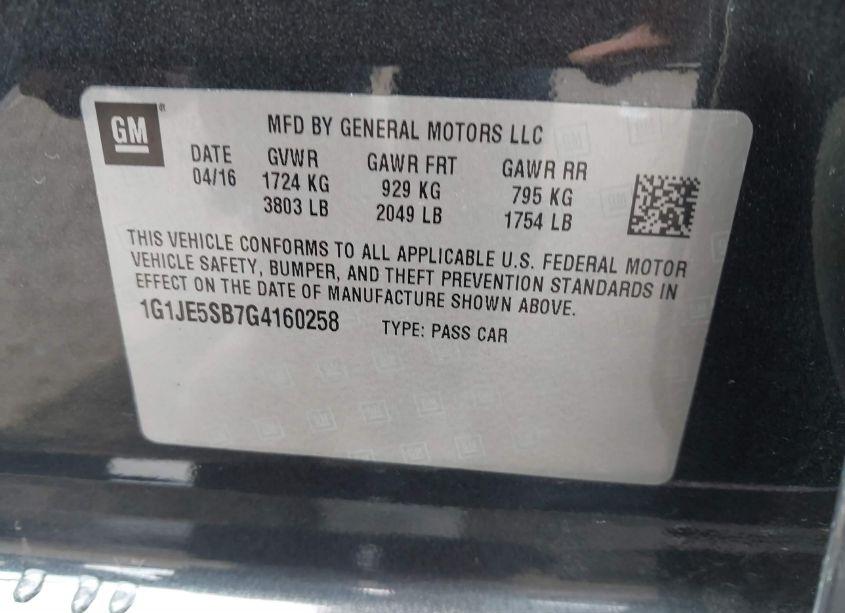 GM ®
MFD BY GENERAL MOTORS LLC
DATE GVWR GAWR FRT GAWR RR
04/16 1724 KG 929 KG 795 KG
3803 LB 2049 LB 1754 LB
THIS VEHICLE CONFORMS TO ALL APPLICABLE U.S. FEDERAL MOTOR
VEHICLE SAFETY, BUMPER, AND THEFT PREVENTION STANDARDS IN
EFFECT ON THE DATE OF MANUFACTURE SHOWN ABOVE.
1G1JE5SB7G4160258 TYPE: PASS CAR